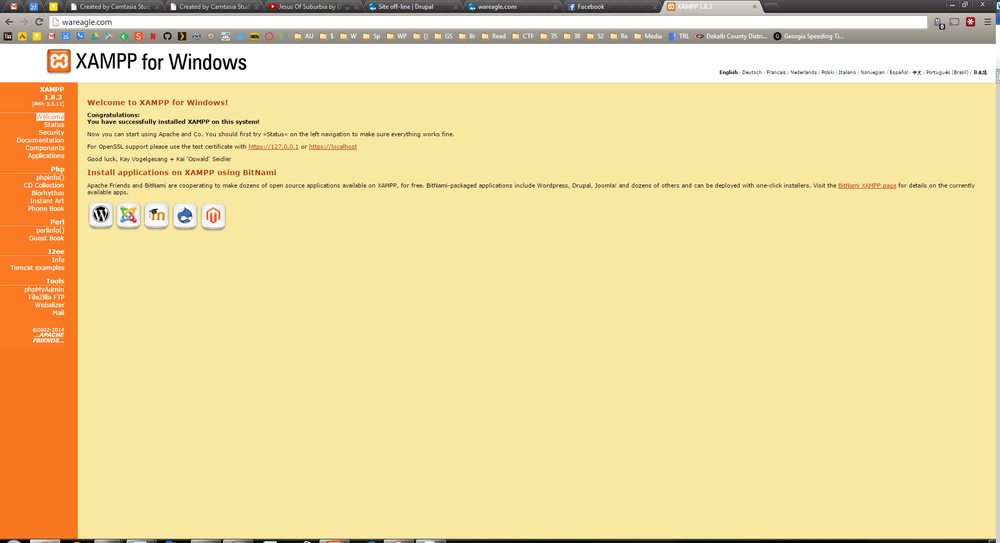 27
Created by Camtasia Stud
Created by Camtasia Stud
Jesus Of Suburbia by G
Site off-line | Drupal
wareagle.com
Facebook
XAMPP 1.8.3
wareagle.com
0
Ba
25
S
N
IMDb
AU
$
W
Sp
WP
{}
GS
Br
Read
CTF
35
38
52
Re
Media
TRL
Dekalb County Distri...
G
Georgia Speeding Ti...
XAMPP for Windows
English / Deutsch / Francais / Nederlands / Polski / Italiano / Norwegian / Español / 中文 / Português (Brasil) / 日本語
XAMPP
1.8.3
[PHP: 5.5.11]
Welcome
Status
Security
Documentation
Components
Applications
Php
phpinfo()
CD Collection
Biorhythm
Instant Art
Phone Book
Perl
perlinfo()
Guest Book
J2ee
Info
Tomcat examples
Tools
phpMyAdmin
FileZilla FTP
Webalizer
Mail
©2002-2014
...APACHE
FRIENDS...
Welcome to XAMPP for Windows!
Congratulations:
You have successfully installed XAMPP on this system!
Now you can start using Apache and Co. You should first try »Status« on the left navigation to make sure everything works fine.
For OpenSSL support please use the test certificate with https://127.0.0.1 or https://localhost
Good luck, Kay Vogelgesang + Kai 'Oswald' Seidler
Install applications on XAMPP using BitNami
Apache Friends and BitNami are cooperating to make dozens of open source applications available on XAMPP, for free. BitNami-packaged applications include Wordpress, Drupal, Joomla! and dozens of others and can be deployed with one-click installers. Visit the BitNami XAMPP page for details on the currently
available apps.